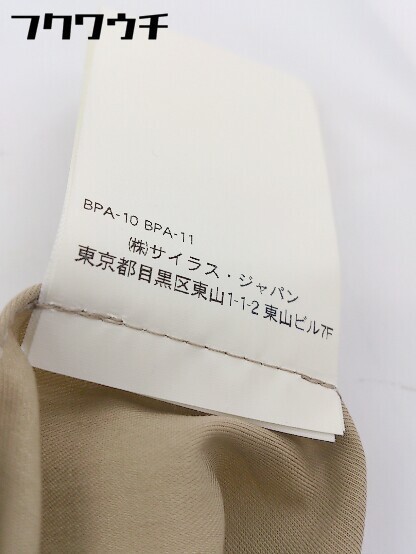 フクワウチ
BPA-10 BPA-11
(株)サイラス・ジャパン
東京都目黒区東山1-1-2 東山ビル7F